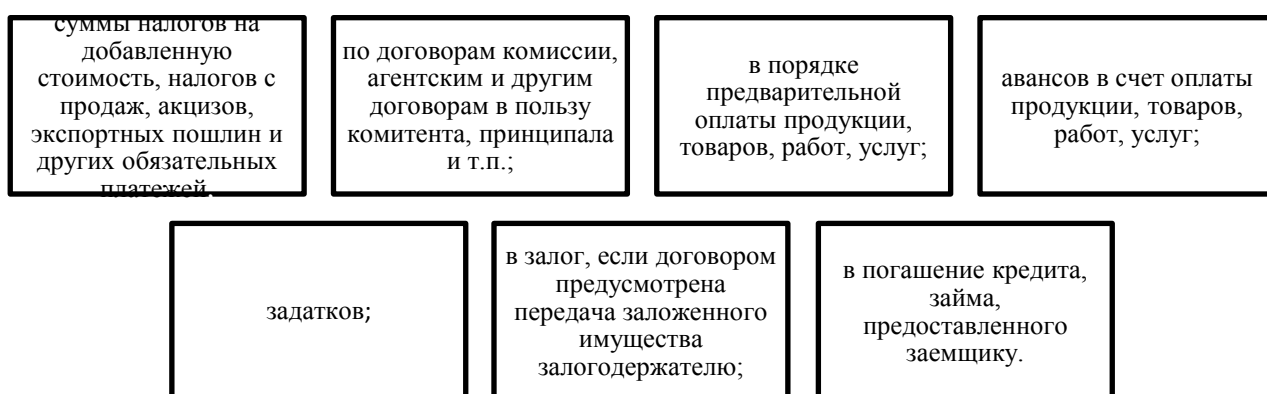 суммы налогов на
добавленную
стоимость, налогов с
продаж, акцизов,
экспортных пошлин и
других обязательных
платежей.
по договорам комиссии,
агентским и другим
договорам в пользу
комитента, принципала
и т.п.;
в порядке
предварительной
оплаты продукции,
товаров, работ, услуг;
авансов в счет оплаты
продукции, товаров,
работ, услуг;
задатков;
в залог, если договором
предусмотрена
передача заложенного
имущества
залогодержателю;
в погашение кредита,
займа,
предоставленного
заемщику.